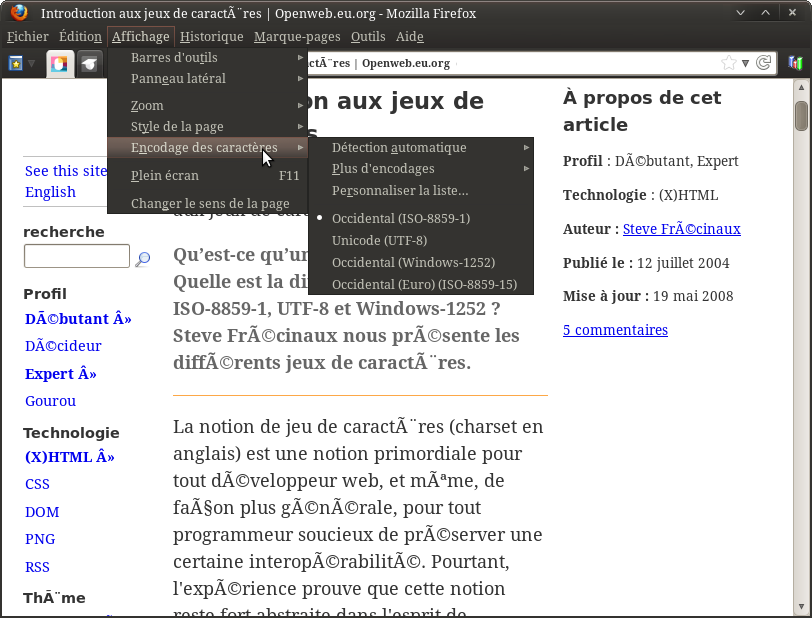 Introduction aux jeux de caractÃ¨res | Openweb.eu.org - Mozilla Firefox
Fichier Édition Affichage Historique Marque-pages Outils Aide
Barres d'outils
Panneau latéral
Zoom
Style de la page
Encodage des caractères
Plein écran F11
Changer le sens de la page
Détection automatique
Plus d'encodages
Personnaliser la liste...
Occidental (ISO-8859-1)
Unicode (UTF-8)
Occidental (Windows-1252)
Occidental (Euro) (ISO-8859-15)
ctÃ¨res | Openweb.eu.org
See this site
English
recherche
Profil
DÃ©butant Â»
DÃ©cideur
Expert Â»
Gourou
Technologie
(X)HTML Â»
CSS
DOM
PNG
RSS
ThÃ¨me
on aux jeux de
aux jeux de carac
Qu’est-ce qu’un
Quelle est la di
ISO-8859-1, UTF-8 et Windows-1252 ?
Steve FrÃ©cinaux nous prÃ©sente les
diffÃ©rents jeux de caractÃ¨res.
La notion de jeu de caractÃ¨res (charset en
anglais) est une notion primordiale pour
tout dÃ©veloppeur web, et mÃªme, de
faÃ§on plus gÃ©nÃ©rale, pour tout
programmeur soucieux de prÃ©server une
certaine interopÃ©rabilitÃ©. Pourtant,
l'expÃ©rience prouve que cette notion
reste fort abstraite dans l'esprit de
À propos de cet
article
Profil : DÃ©butant, Expert
Technologie : (X)HTML
Auteur : Steve FrÃ©cinaux
Publié le : 12 juillet 2004
Mise à jour : 19 mai 2008
5 commentaires